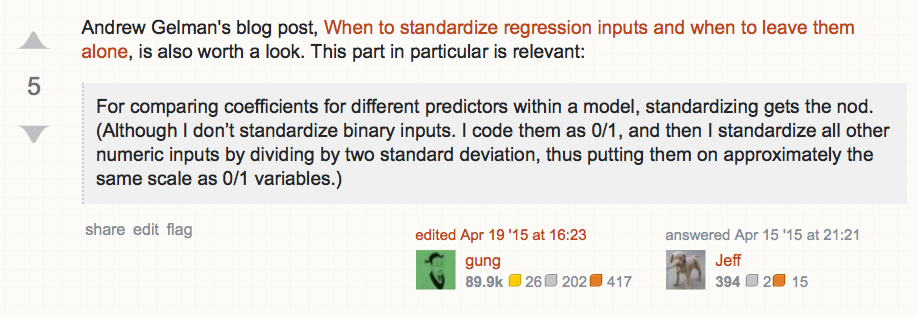 Andrew Gelman's blog post, When to standardize regression inputs and when to leave them
alone, is also worth a look. This part in particular is relevant:
5
For comparing coefficients for different predictors within a model, standardizing gets the nod.
(Although I don’t standardize binary inputs. I code them as 0/1, and then I standardize all other
numeric inputs by dividing by two standard deviation, thus putting them on approximately the
same scale as 0/1 variables.)
share edit flag
edited Apr 19 '15 at 16:23
gung
89.9k 26 202 417
answered Apr 15 '15 at 21:21
Jeff
394 2 15